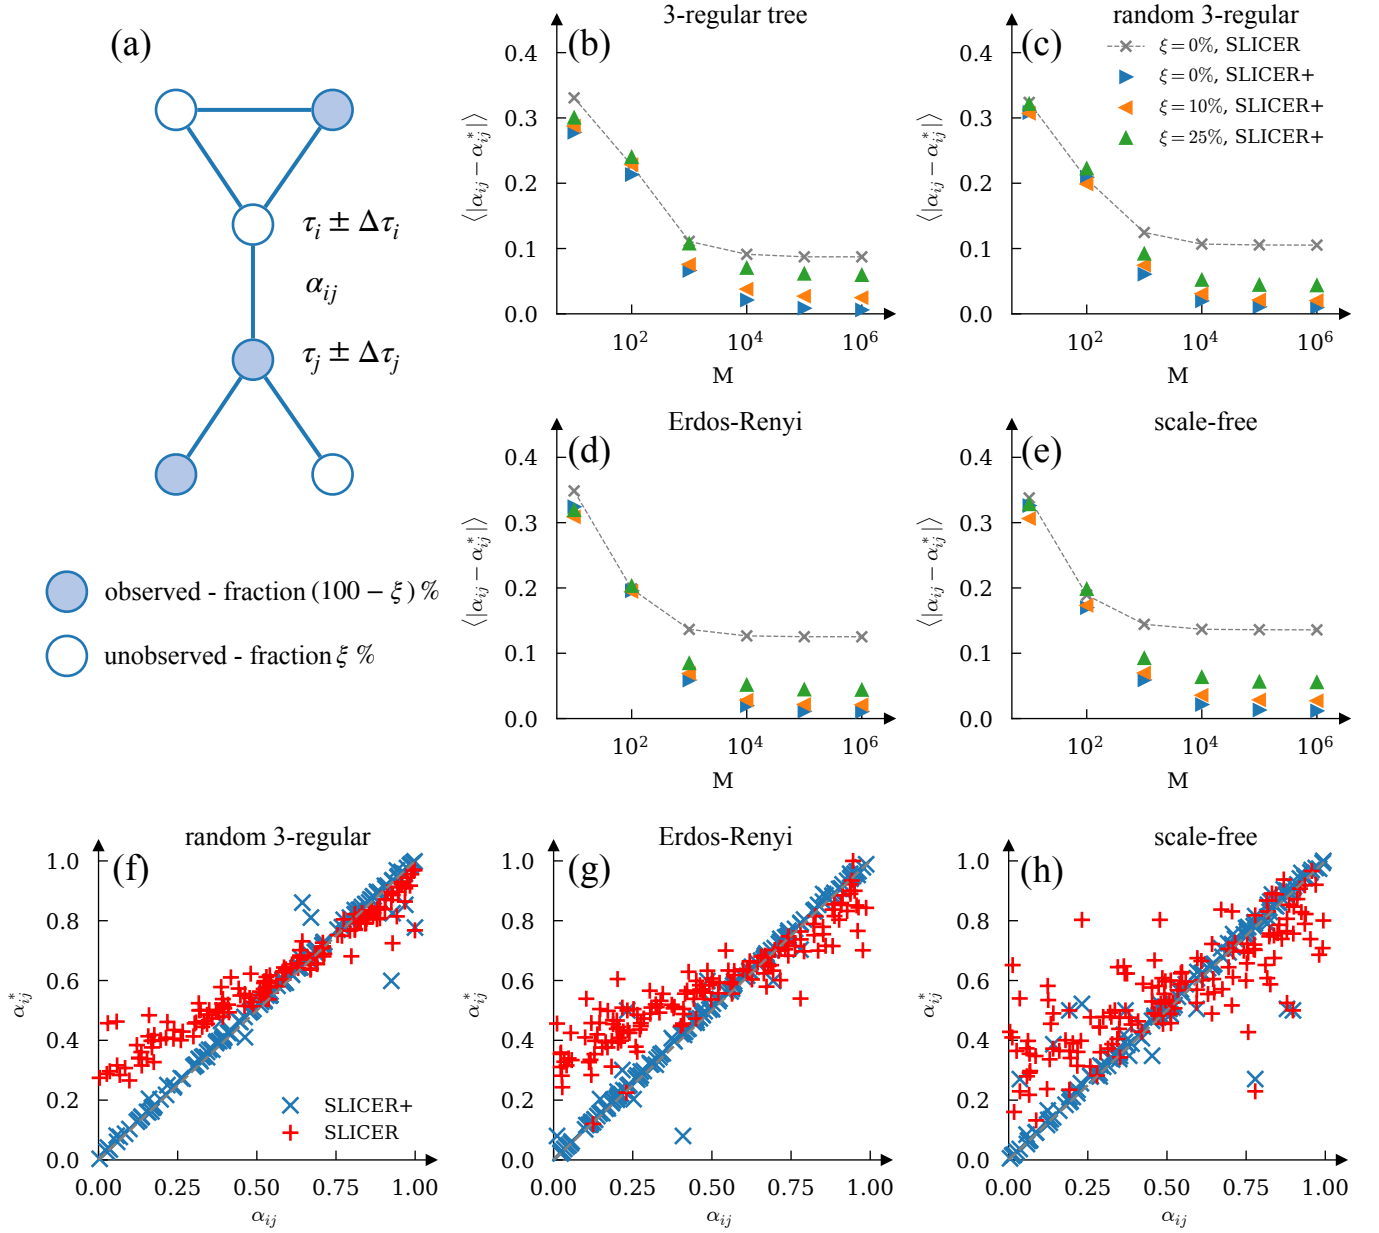 (a)
τi ± Δτi
αij
τj ± Δτj
observed - fraction (100 − ξ) %
unobserved - fraction ξ %
3-regular tree
(b)
0.4
0.3
0.2
0.1
0.0
⟨|αij − α*ij|⟩
10² 10⁴ 10⁶
M
random 3-regular
(c)
ξ = 0%, SLICER
ξ = 0%, SLICER+
ξ = 10%, SLICER+
ξ = 25%, SLICER+
0.4
0.3
0.2
0.1
0.0
⟨|αij − α*ij|⟩
10² 10⁴ 10⁶
M
Erdos-Renyi
(d)
0.4
0.3
0.2
0.1
0.0
⟨|αij − α*ij|⟩
10² 10⁴ 10⁶
M
scale-free
(e)
0.4
0.3
0.2
0.1
0.0
⟨|αij − α*ij|⟩
10² 10⁴ 10⁶
M
random 3-regular
(f)
1.0
0.8
0.6
0.4
0.2
0.0
α*ij
SLICER+
SLICER
0.00 0.25 0.50 0.75 1.00
αij
Erdos-Renyi
(g)
1.0
0.8
0.6
0.4
0.2
0.0
α*ij
0.00 0.25 0.50 0.75 1.00
αij
scale-free
(h)
1.0
0.8
0.6
0.4
0.2
0.0
α*ij
0.00 0.25 0.50 0.75 1.00
αij